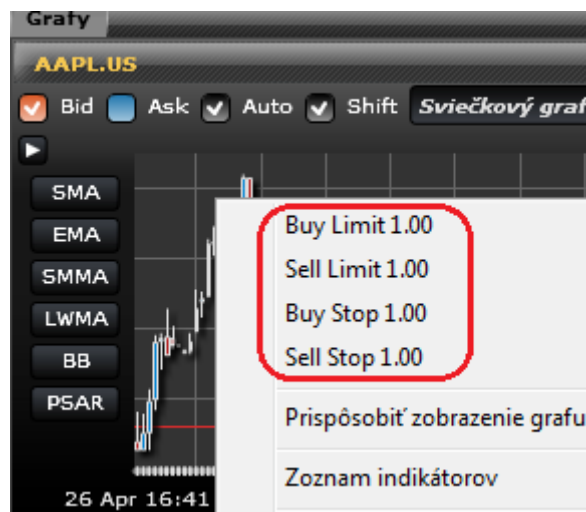 Grafy
AAPL.US
Bid Ask Auto Shift Sviečkový graf
SMA
EMA
SMMA
LWMA
BB
PSAR
Buy Limit 1.00
Sell Limit 1.00
Buy Stop 1.00
Sell Stop 1.00
Prispôsobiť zobrazenie grafu
Zoznam indikátorov
26 Apr 16:41